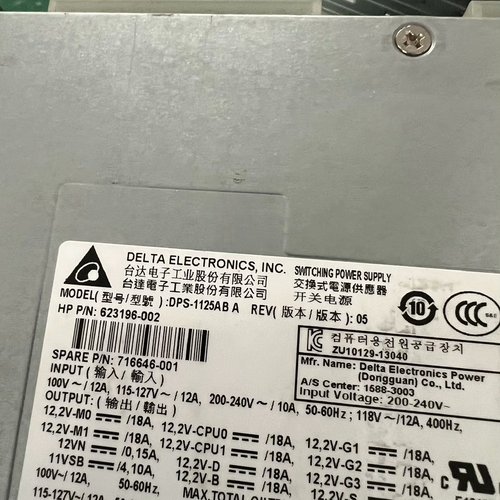 DELTA ELECTRONICS, INC.
台达电子工业股份有限公司
台達電子工業股份有限公司
SWITCHING POWER SUPPLY
交換式電源供應器
开关电源
MODEL(型号/型號):DPS-1125AB A REV(版本/版本):05
HP P/N: 623196-002
10
CCC
컴퓨터용전원공급장치
ZU10129-13040
Mfr. Name: Delta Electronics Power
(Dongguan) Co., Ltd.
A/S Center: 1588-3003
Input Voltage: 200-240V
SPARE P/N: 716646-001
INPUT (输入/輸入)
100V~/12A, 115-127V~/12A, 200-240V~/10A, 50-60Hz; 118V~/12A, 400Hz,
OUTPUT: (输出/輸出)
12,2V-M0 /18A, 12,2V-CPU0 /18A, 12,2V-G1 /18A,
12,2V-M1 /18A, 12,2V-CPU1 /18A, 12,2V-G2 /18A,
12VN /0,15A, 12,2V-D /18A, 12,2V-G3 /18A,
11VSB /4,10A, 12,2V-B /18A, 12,2V-S
100V~/12A, 50-60Hz, MAX.TOTAL
115-127V~/12A